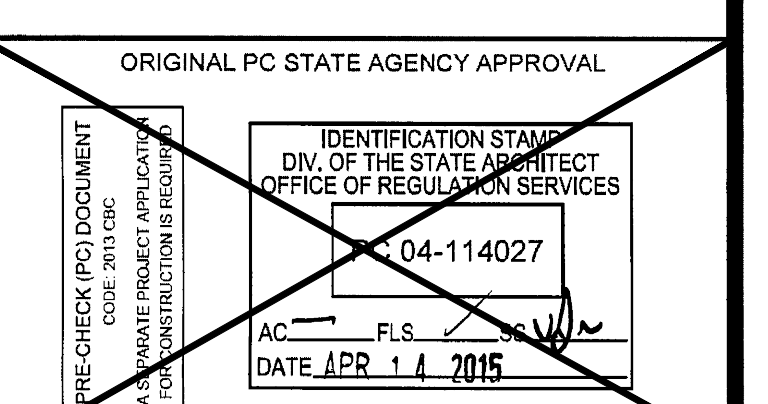 ORIGINAL PC STATE AGENCY APPROVAL
PRE-CHECK (PC) DOCUMENT
CODE: 2013 CBC
A SEPARATE PROJECT APPLICATION
FOR CONSTRUCTION IS REQUIRED
IDENTIFICATION STAMP
DIV. OF THE STATE ARCHITECT
OFFICE OF REGULATION SERVICES
PC 04-114027
AC FLS SS
DATE APR 14 2015